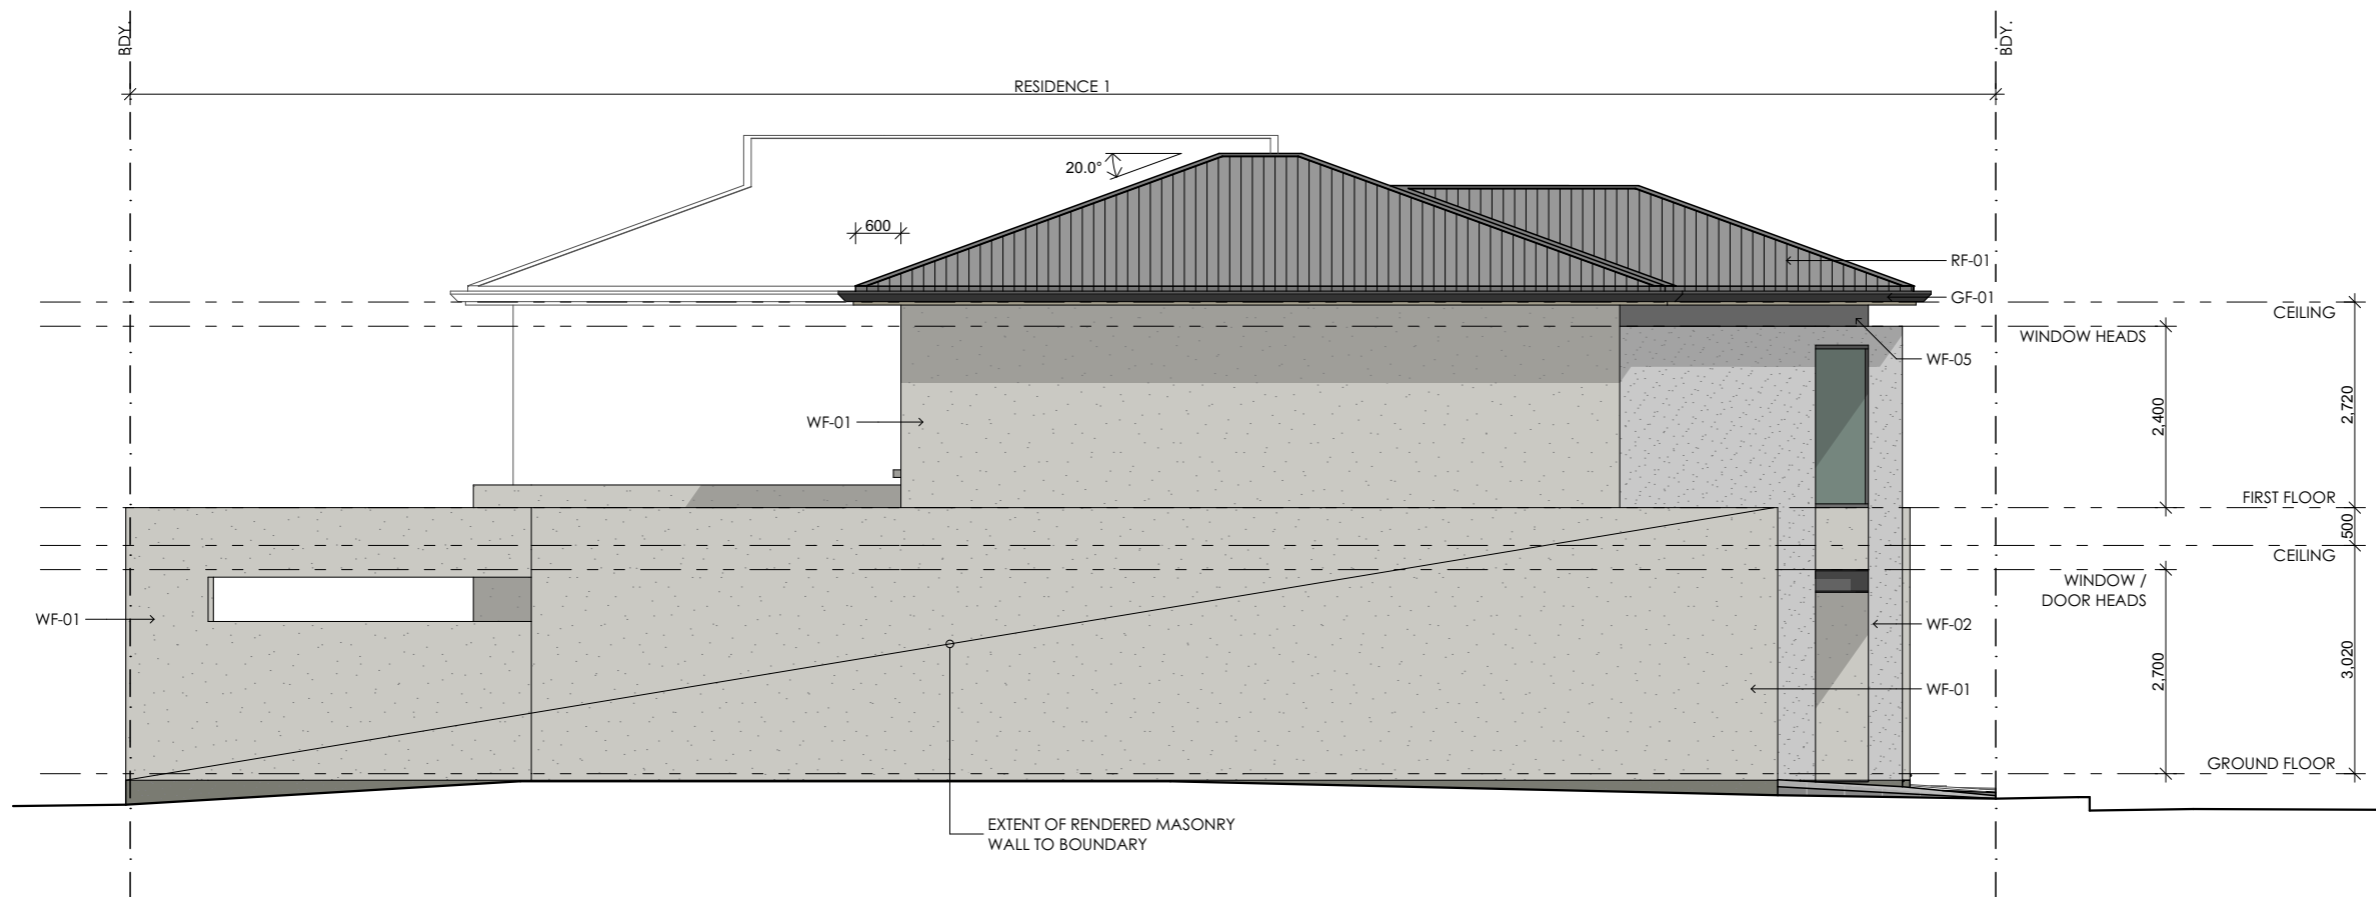 BDY.
BDY.
RESIDENCE 1
20.0°
600
RF-01
GF-01
CEILING
WINDOW HEADS
WF-05
WF-01
2,400
2,720
FIRST FLOOR
500
CEILING
WINDOW /
DOOR HEADS
WF-01
WF-02
2,700
3,020
WF-01
GROUND FLOOR
EXTENT OF RENDERED MASONRY
WALL TO BOUNDARY